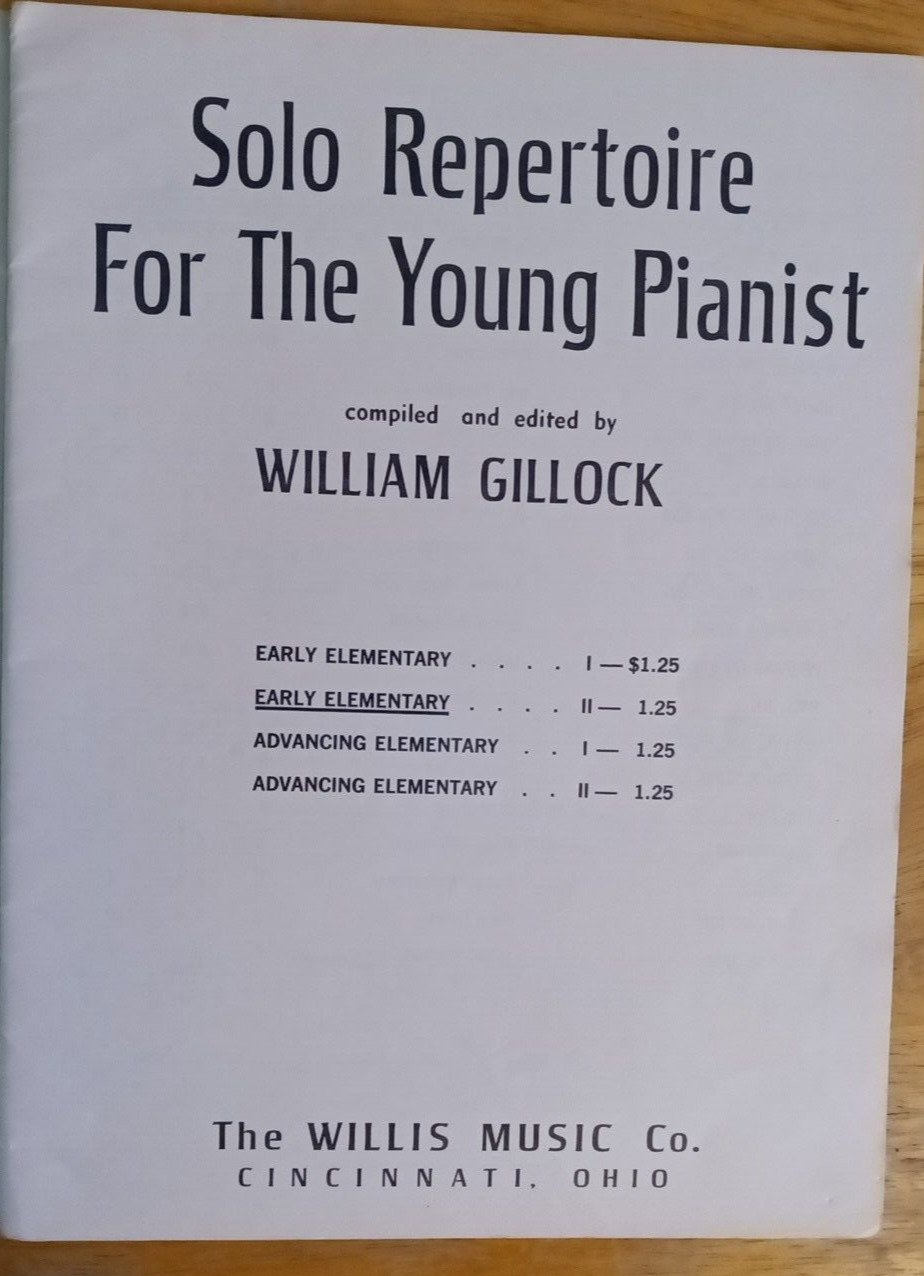 Solo Repertoire
For The Young Pianist
compiled and edited by
WILLIAM GILLOCK
EARLY ELEMENTARY . . . . I — $1.25
EARLY ELEMENTARY . . . . II — 1.25
ADVANCING ELEMENTARY . . I — 1.25
ADVANCING ELEMENTARY . . II — 1.25
The WILLIS MUSIC Co.
CINCINNATI, OHIO